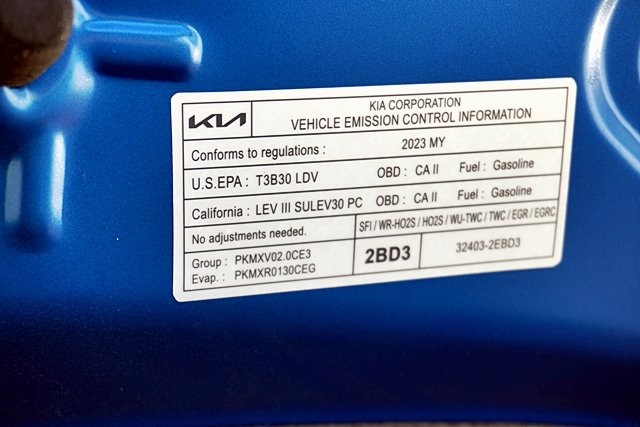 KIA
KIA CORPORATION
VEHICLE EMISSION CONTROL INFORMATION
Conforms to regulations : 2023 MY
U.S.EPA : T3B30 LDV OBD : CA II Fuel : Gasoline
California : LEV III SULEV30 PC OBD : CA II Fuel : Gasoline
No adjustments needed. SFI / WR-HO2S / HO2S / WU-TWC / TWC / EGR / EGRC
Group : PKMXV02.0CE3
Evap. : PKMXR0130CEG
2BD3
32403-2EBD3